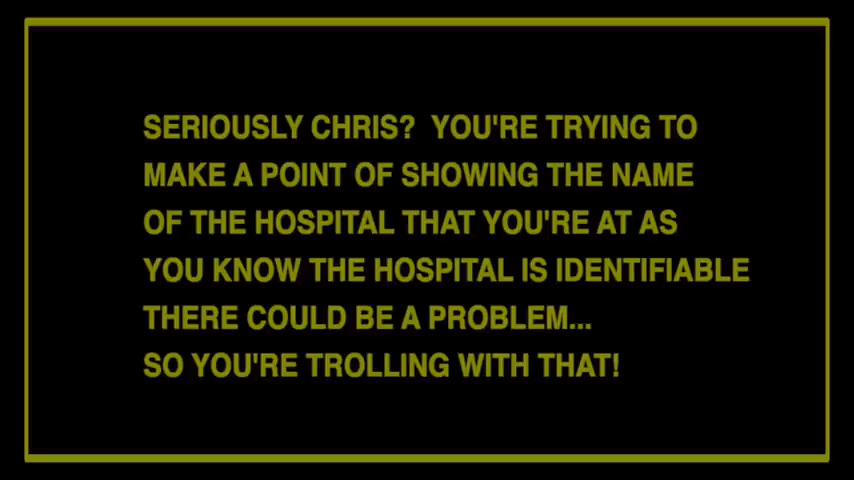 SERIOUSLY CHRIS?  YOU'RE TRYING TO
MAKE A POINT OF SHOWING THE NAME
OF THE HOSPITAL THAT YOU'RE AT AS
YOU KNOW THE HOSPITAL IS IDENTIFIABLE
THERE COULD BE A PROBLEM...
SO YOU'RE TROLLING WITH THAT!